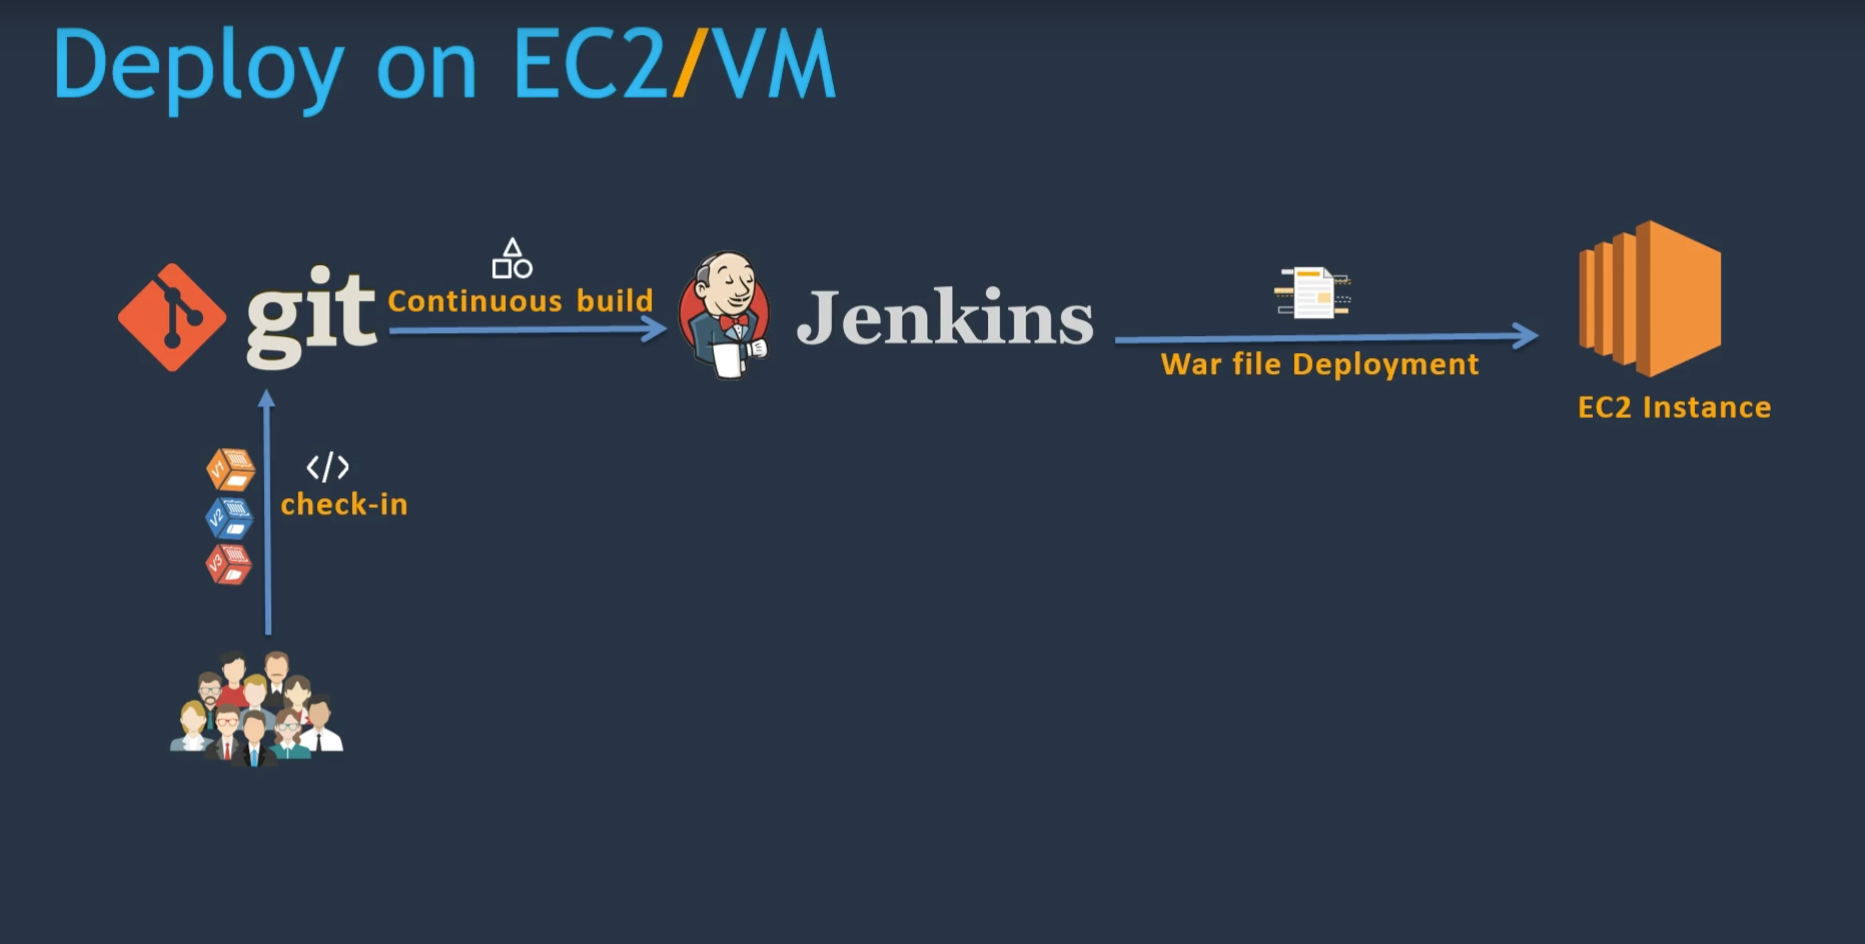 Deploy on EC2/VM
git
Continuous build
Jenkins
War file Deployment
EC2 Instance
V1
</>
check-in
V2
V3